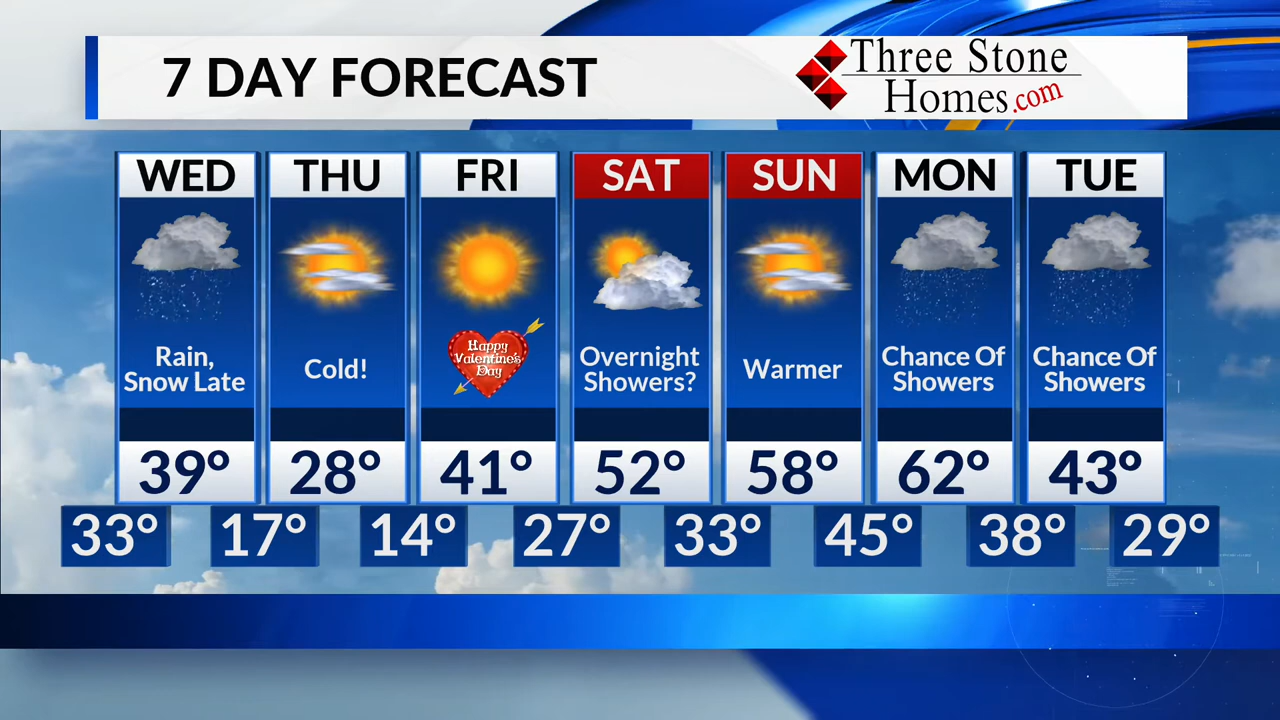 7 DAY FORECAST
Three Stone
Homes.com
WED
THU
FRI
SAT
SUN
MON
TUE
Rain,
Snow Late
Cold!
Happy
Valentine's
Day
Overnight
Showers?
Warmer
Chance Of
Showers
Chance Of
Showers
39°
28°
41°
52°
58°
62°
43°
33°
17°
14°
27°
33°
45°
38°
29°